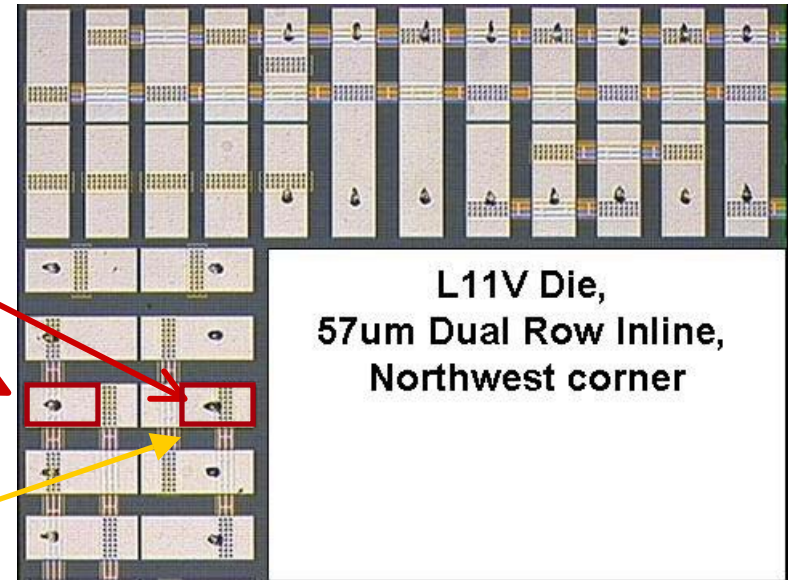 L11V Die,
57um Dual Row Inline,
Northwest corner